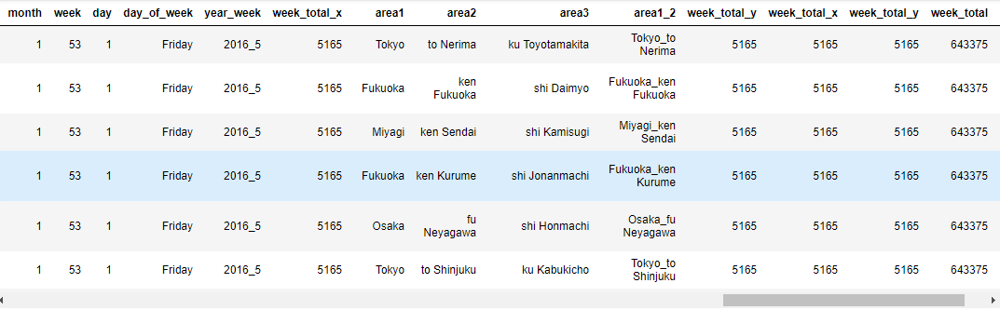 month week day day_of_week year_week week_total_x area1 area2 area3 area1_2 week_total_y week_total_x week_total_y week_total
1 53 1 Friday 2016_5 5165 Tokyo to Nerima ku Toyotamakita Tokyo_to Nerima 5165 5165 5165 643375
1 53 1 Friday 2016_5 5165 Fukuoka ken Fukuoka shi Daimyo Fukuoka_ken Fukuoka 5165 5165 5165 643375
1 53 1 Friday 2016_5 5165 Miyagi ken Sendai shi Kamisugi Miyagi_ken Sendai 5165 5165 5165 643375
1 53 1 Friday 2016_5 5165 Fukuoka ken Kurume shi Jonanmachi Fukuoka_ken Kurume 5165 5165 5165 643375
1 53 1 Friday 2016_5 5165 Osaka fu Neyagawa shi Honmachi Osaka_fu Neyagawa 5165 5165 5165 643375
1 53 1 Friday 2016_5 5165 Tokyo to Shinjuku ku Kabukicho Tokyo_to Shinjuku 5165 5165 5165 643375